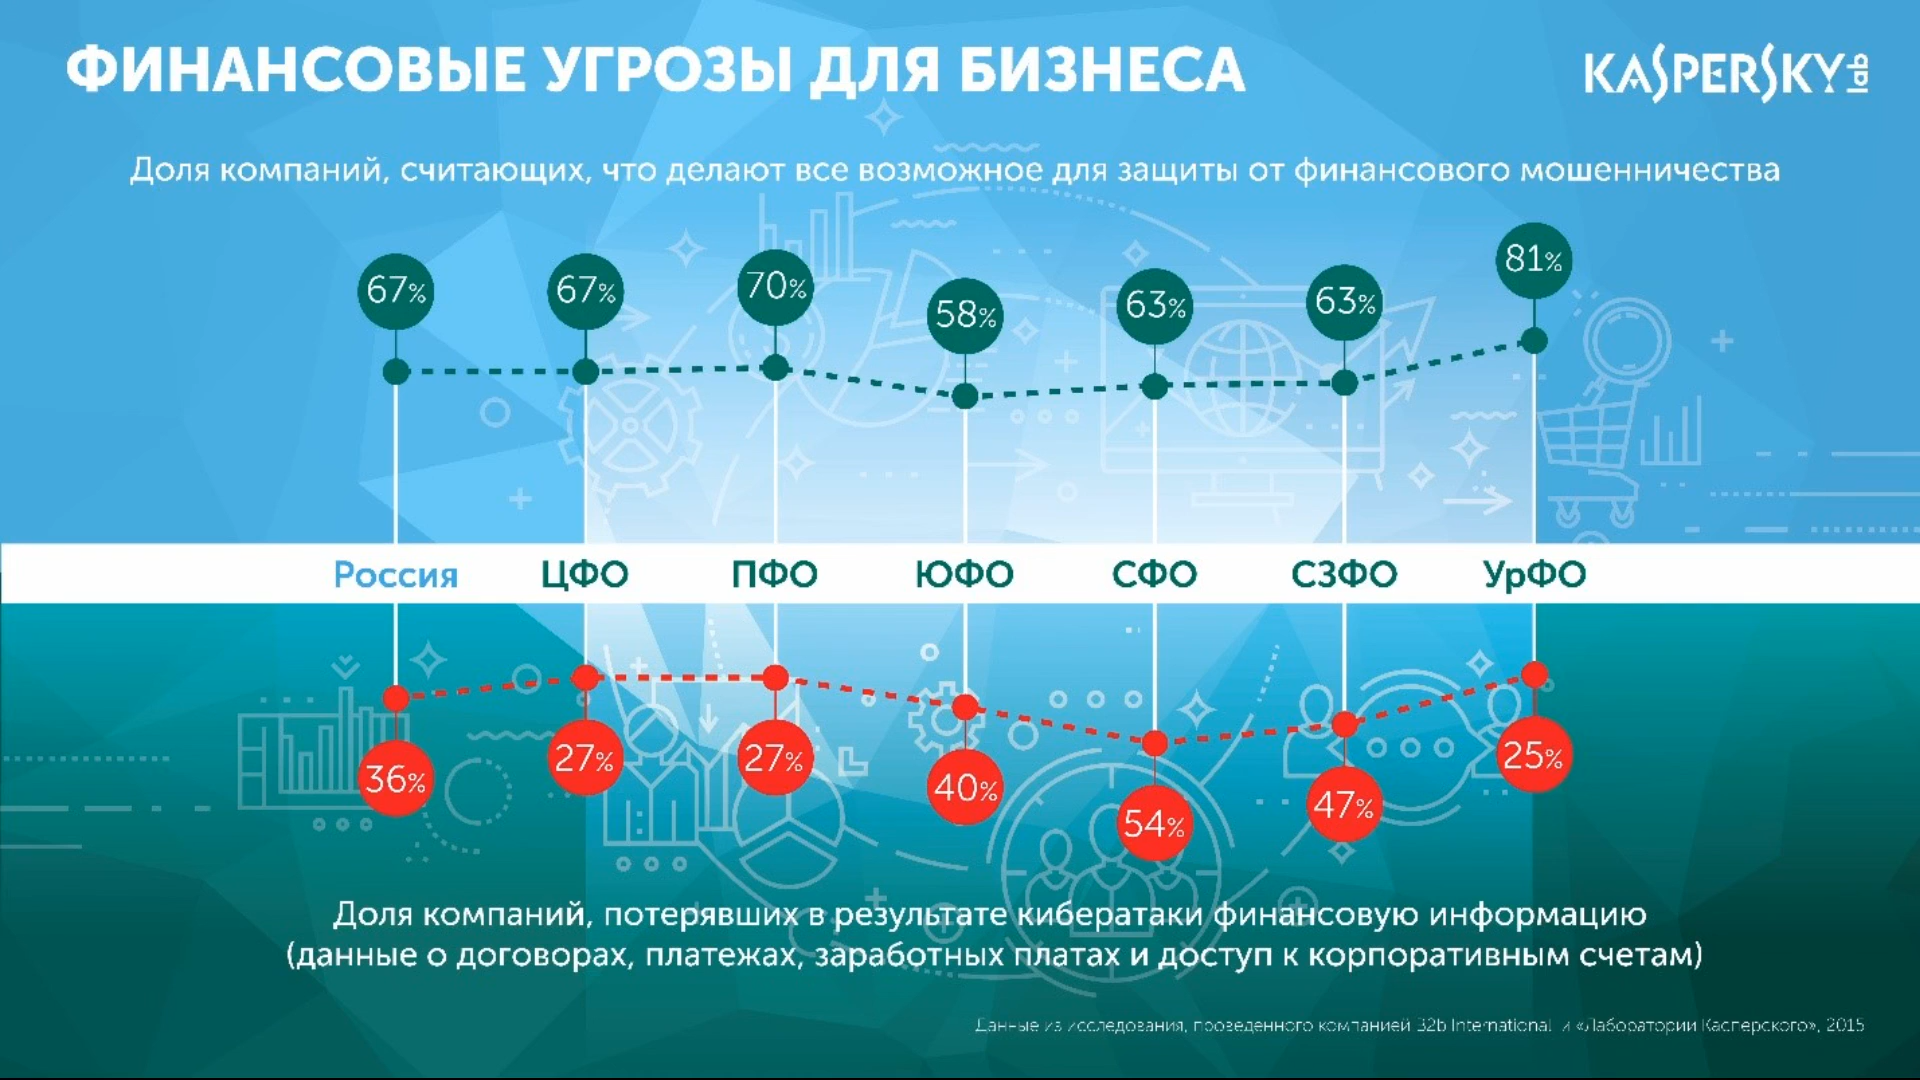 ФИНАНСОВЫЕ УГРОЗЫ ДЛЯ БИЗНЕСА
KASPERSKY lab
Доля компаний, считающих, что делают все возможное для защиты от финансового мошенничества
67% 67% 70% 58% 63% 63% 81%
Россия ЦФО ПФО ЮФО СФО СЗФО УрФО
36% 27% 27% 40% 54% 47% 25%
Доля компаний, потерявших в результате кибератаки финансовую информацию
(данные о договорах, платежах, заработных платах и доступ к корпоративным счетам)
Данные из исследования, проведенного компанией B2b International и «Лаборатории Касперского», 2015